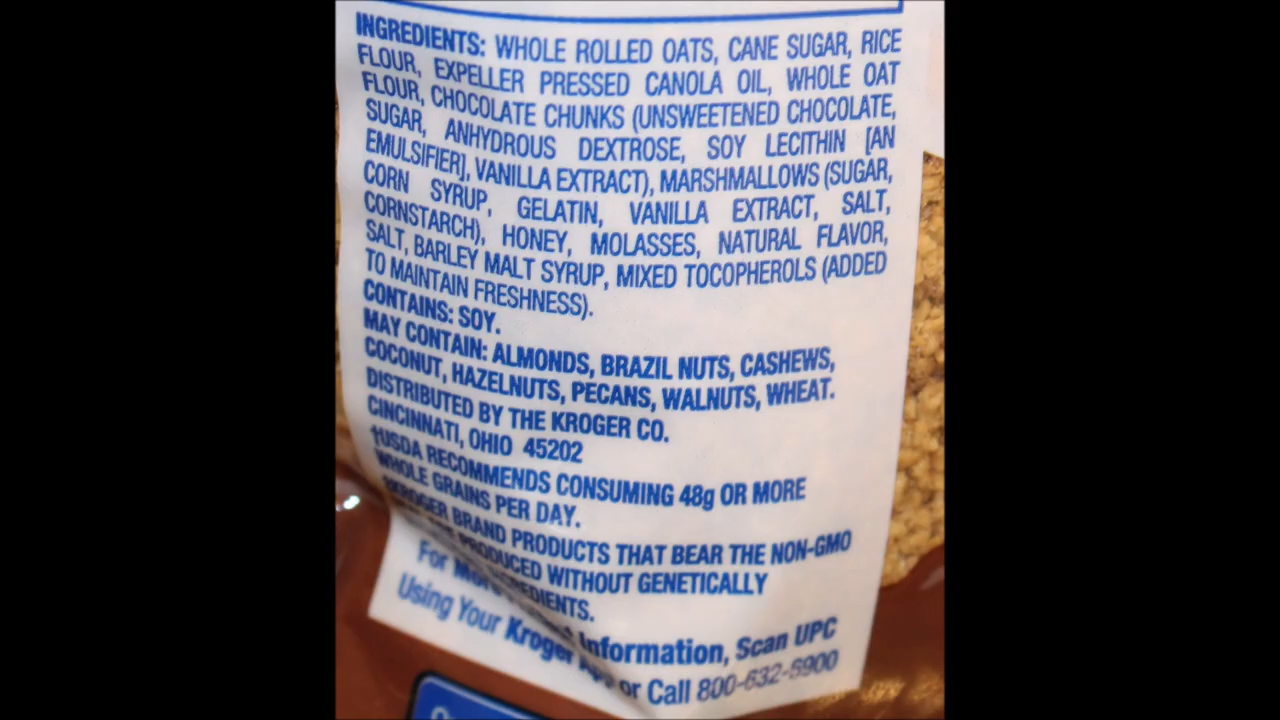 INGREDIENTS: WHOLE ROLLED OATS, CANE SUGAR, RICE
FLOUR, EXPELLER PRESSED CANOLA OIL, WHOLE OAT
FLOUR, CHOCOLATE CHUNKS (UNSWEETENED CHOCOLATE,
SUGAR, ANHYDROUS DEXTROSE, SOY LECITHIN [AN
EMULSIFIER], VANILLA EXTRACT), MARSHMALLOWS (SUGAR,
CORN SYRUP, GELATIN, VANILLA EXTRACT, SALT,
CORNSTARCH), HONEY, MOLASSES, NATURAL FLAVOR,
SALT, BARLEY MALT SYRUP, MIXED TOCOPHEROLS (ADDED
TO MAINTAIN FRESHNESS).
CONTAINS: SOY.
MAY CONTAIN: ALMONDS, BRAZIL NUTS, CASHEWS,
COCONUT, HAZELNUTS, PECANS, WALNUTS, WHEAT.
DISTRIBUTED BY THE KROGER CO.
CINCINNATI, OHIO 45202
†USDA RECOMMENDS CONSUMING 48g OR MORE
WHOLE GRAINS PER DAY.
KROGER BRAND PRODUCTS THAT BEAR THE NON-GMO
PRODUCED WITHOUT GENETICALLY
For More Information, Scan UPC
Using Your Kroger or Call 800-632-6900